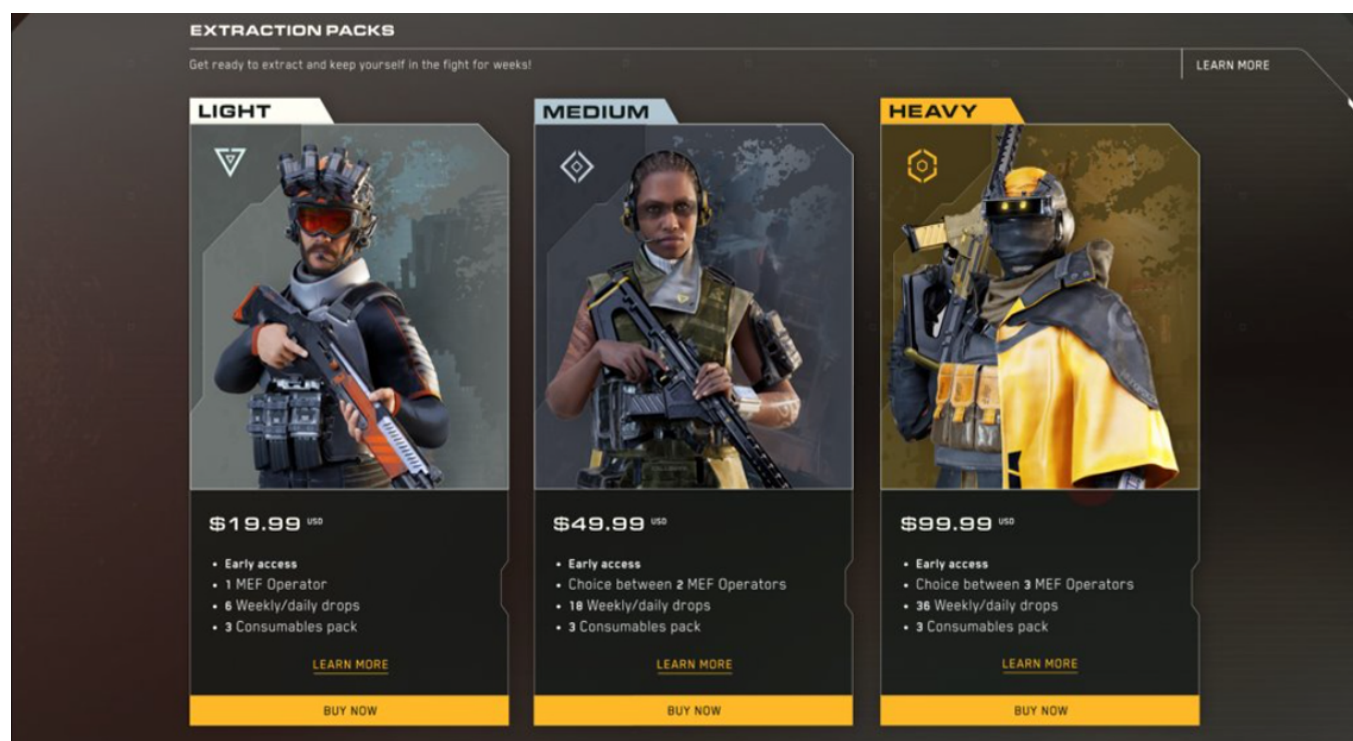 EXTRACTION PACKS
Get ready to extract and keep yourself in the fight for weeks!
LEARN MORE
LIGHT
$19.99 USD
• Early access
• 1 MEF Operator
• 6 Weekly/daily drops
• 3 Consumables pack
LEARN MORE
BUY NOW
MEDIUM
$49.99 USD
• Early access
• Choice between 2 MEF Operators
• 18 Weekly/daily drops
• 3 Consumables pack
LEARN MORE
BUY NOW
HEAVY
$99.99 USD
• Early access
• Choice between 3 MEF Operators
• 36 Weekly/daily drops
• 3 Consumables pack
LEARN MORE
BUY NOW